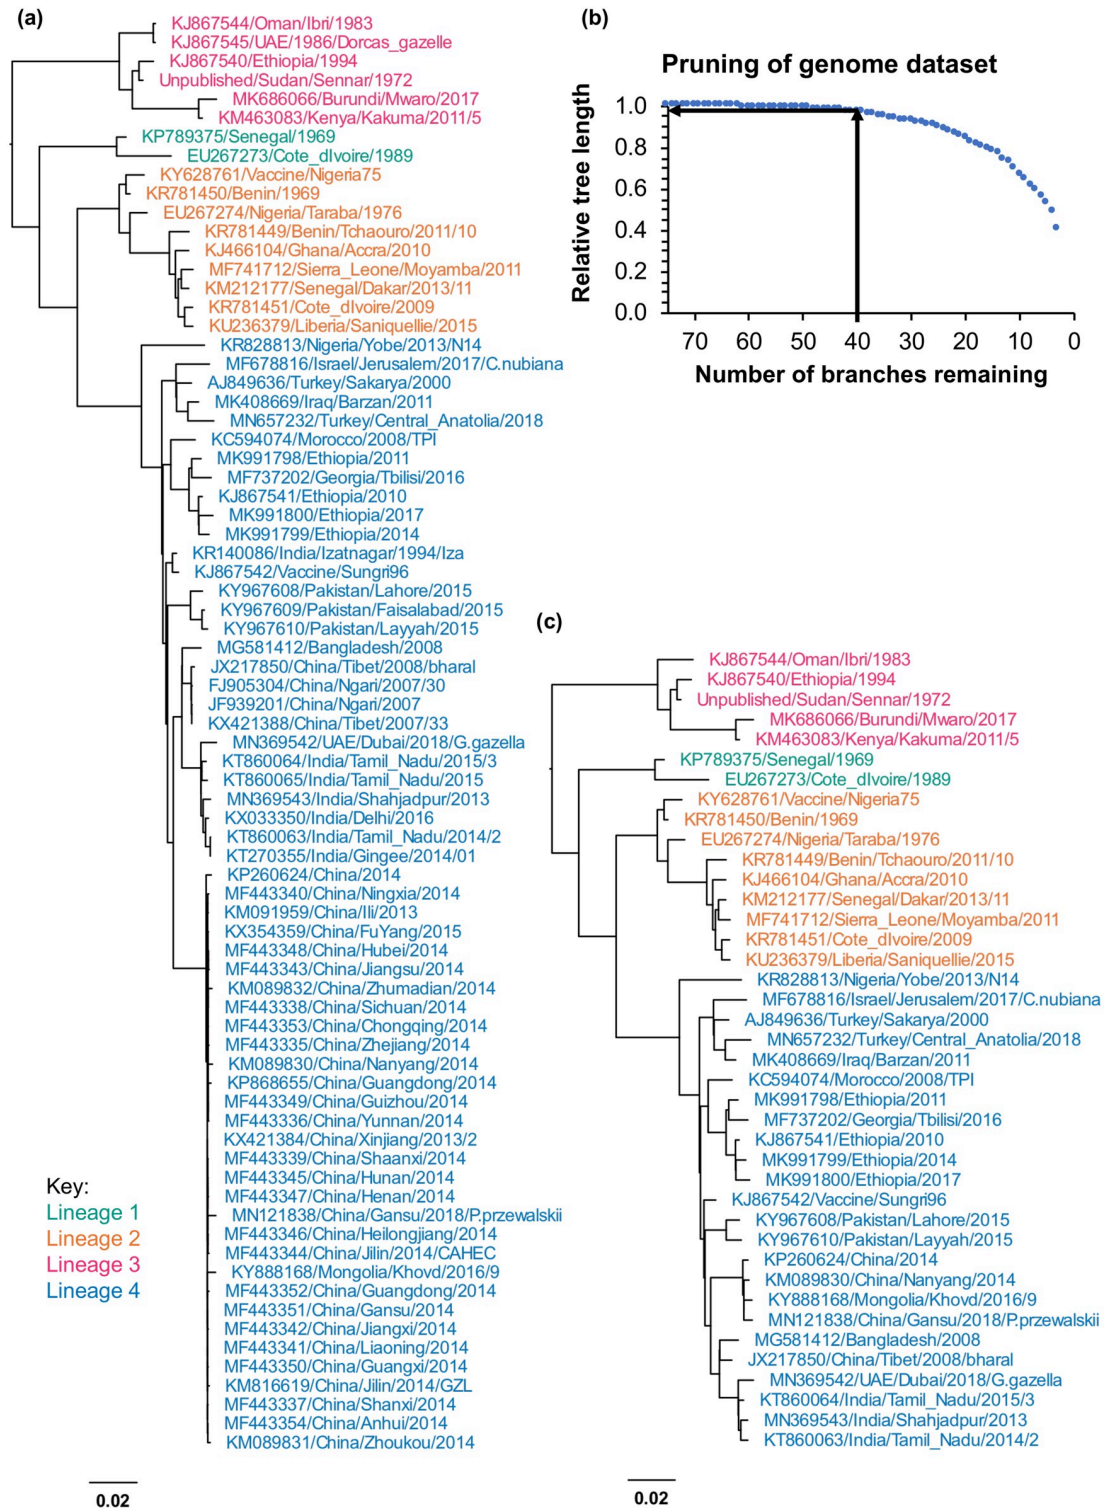 (a)
KJ867544/Oman/Ibri/1983
KJ867545/UAE/1986/Dorcas_gazelle
KJ867540/Ethiopia/1994
Unpublished/Sudan/Sennar/1972
MK686066/Burundi/Mwaro/2017
KM463083/Kenya/Kakuma/2011/5
KP789375/Senegal/1969
EU267273/Cote_dIvoire/1989
KY628761/Vaccine/Nigeria75
KR781450/Benin/1969
EU267274/Nigeria/Taraba/1976
KR781449/Benin/Tchaouro/2011/10
KJ466104/Ghana/Accra/2010
MF741712/Sierra_Leone/Moyamba/2011
KM212177/Senegal/Dakar/2013/11
KR781451/Cote_dIvoire/2009
KU236379/Liberia/Saniquellie/2015
KR828813/Nigeria/Yobe/2013/N14
MF678816/Israel/Jerusalem/2017/C.nubiana
AJ849636/Turkey/Sakarya/2000
MK408669/Iraq/Barzan/2011
MN657232/Turkey/Central_Anatolia/2018
KC594074/Morocco/2008/TPI
MK991798/Ethiopia/2011
MF737202/Georgia/Tbilisi/2016
KJ867541/Ethiopia/2010
MK991800/Ethiopia/2017
MK991799/Ethiopia/2014
KR140086/India/Izatnagar/1994/Iza
KJ867542/Vaccine/Sungri96
KY967608/Pakistan/Lahore/2015
KY967609/Pakistan/Faisalabad/2015
KY967610/Pakistan/Layyah/2015
MG581412/Bangladesh/2008
JX217850/China/Tibet/2008/bharal
FJ905304/China/Ngari/2007/30
JF939201/China/Ngari/2007
KX421388/China/Tibet/2007/33
MN369542/UAE/Dubai/2018/G.gazella
KT860064/India/Tamil_Nadu/2015/3
KT860065/India/Tamil_Nadu/2015
MN369543/India/Shahjadpur/2013
KX033350/India/Delhi/2016
KT860063/India/Tamil_Nadu/2014/2
KT270355/India/Gingee/2014/01
KP260624/China/2014
MF443340/China/Ningxia/2014
KM091959/China/Ili/2013
KX354359/China/FuYang/2015
MF443348/China/Hubei/2014
MF443343/China/Jiangsu/2014
KM089832/China/Zhumadian/2014
MF443338/China/Sichuan/2014
MF443353/China/Chongqing/2014
MF443335/China/Zhejiang/2014
KM089830/China/Nanyang/2014
KP868655/China/Guangdong/2014
MF443349/China/Guizhou/2014
MF443336/China/Yunnan/2014
KX421384/China/Xinjiang/2013/2
MF443339/China/Shaanxi/2014
MF443345/China/Hunan/2014
MF443347/China/Henan/2014
MN121838/China/Gansu/2018/P.przewalskii
MF443346/China/Heilongjiang/2014
MF443344/China/Jilin/2014/CAHEC
KY888168/Mongolia/Khovd/2016/9
MF443352/China/Guangdong/2014
MF443351/China/Gansu/2014
MF443342/China/Jiangxi/2014
MF443341/China/Liaoning/2014
MF443350/China/Guangxi/2014
KM816619/China/Jilin/2014/GZL
MF443337/China/Shanxi/2014
MF443354/China/Anhui/2014
KM089831/China/Zhoukou/2014
Key:
Lineage 1
Lineage 2
Lineage 3
Lineage 4
0.02
(b)
Pruning of genome dataset
Relative tree length
1.0
0.8
0.6
0.4
0.2
0.0
70 60 50 40 30 20 10 0
Number of branches remaining
(c)
KJ867544/Oman/Ibri/1983
KJ867540/Ethiopia/1994
Unpublished/Sudan/Sennar/1972
MK686066/Burundi/Mwaro/2017
KM463083/Kenya/Kakuma/2011/5
KP789375/Senegal/1969
EU267273/Cote_dIvoire/1989
KY628761/Vaccine/Nigeria75
KR781450/Benin/1969
EU267274/Nigeria/Taraba/1976
KR781449/Benin/Tchaouro/2011/10
KJ466104/Ghana/Accra/2010
KM212177/Senegal/Dakar/2013/11
MF741712/Sierra_Leone/Moyamba/2011
KR781451/Cote_dIvoire/2009
KU236379/Liberia/Saniquellie/2015
KR828813/Nigeria/Yobe/2013/N14
MF678816/Israel/Jerusalem/2017/C.nubiana
AJ849636/Turkey/Sakarya/2000
MN657232/Turkey/Central_Anatolia/2018
MK408669/Iraq/Barzan/2011
KC594074/Morocco/2008/TPI
MK991798/Ethiopia/2011
MF737202/Georgia/Tbilisi/2016
KJ867541/Ethiopia/2010
MK991799/Ethiopia/2014
MK991800/Ethiopia/2017
KJ867542/Vaccine/Sungri96
KY967608/Pakistan/Lahore/2015
KY967610/Pakistan/Layyah/2015
KP260624/China/2014
KM089830/China/Nanyang/2014
KY888168/Mongolia/Khovd/2016/9
MN121838/China/Gansu/2018/P.przewalskii
MG581412/Bangladesh/2008
JX217850/China/Tibet/2008/bharal
MN369542/UAE/Dubai/2018/G.gazella
KT860064/India/Tamil_Nadu/2015/3
MN369543/India/Shahjadpur/2013
KT860063/India/Tamil_Nadu/2014/2
0.02